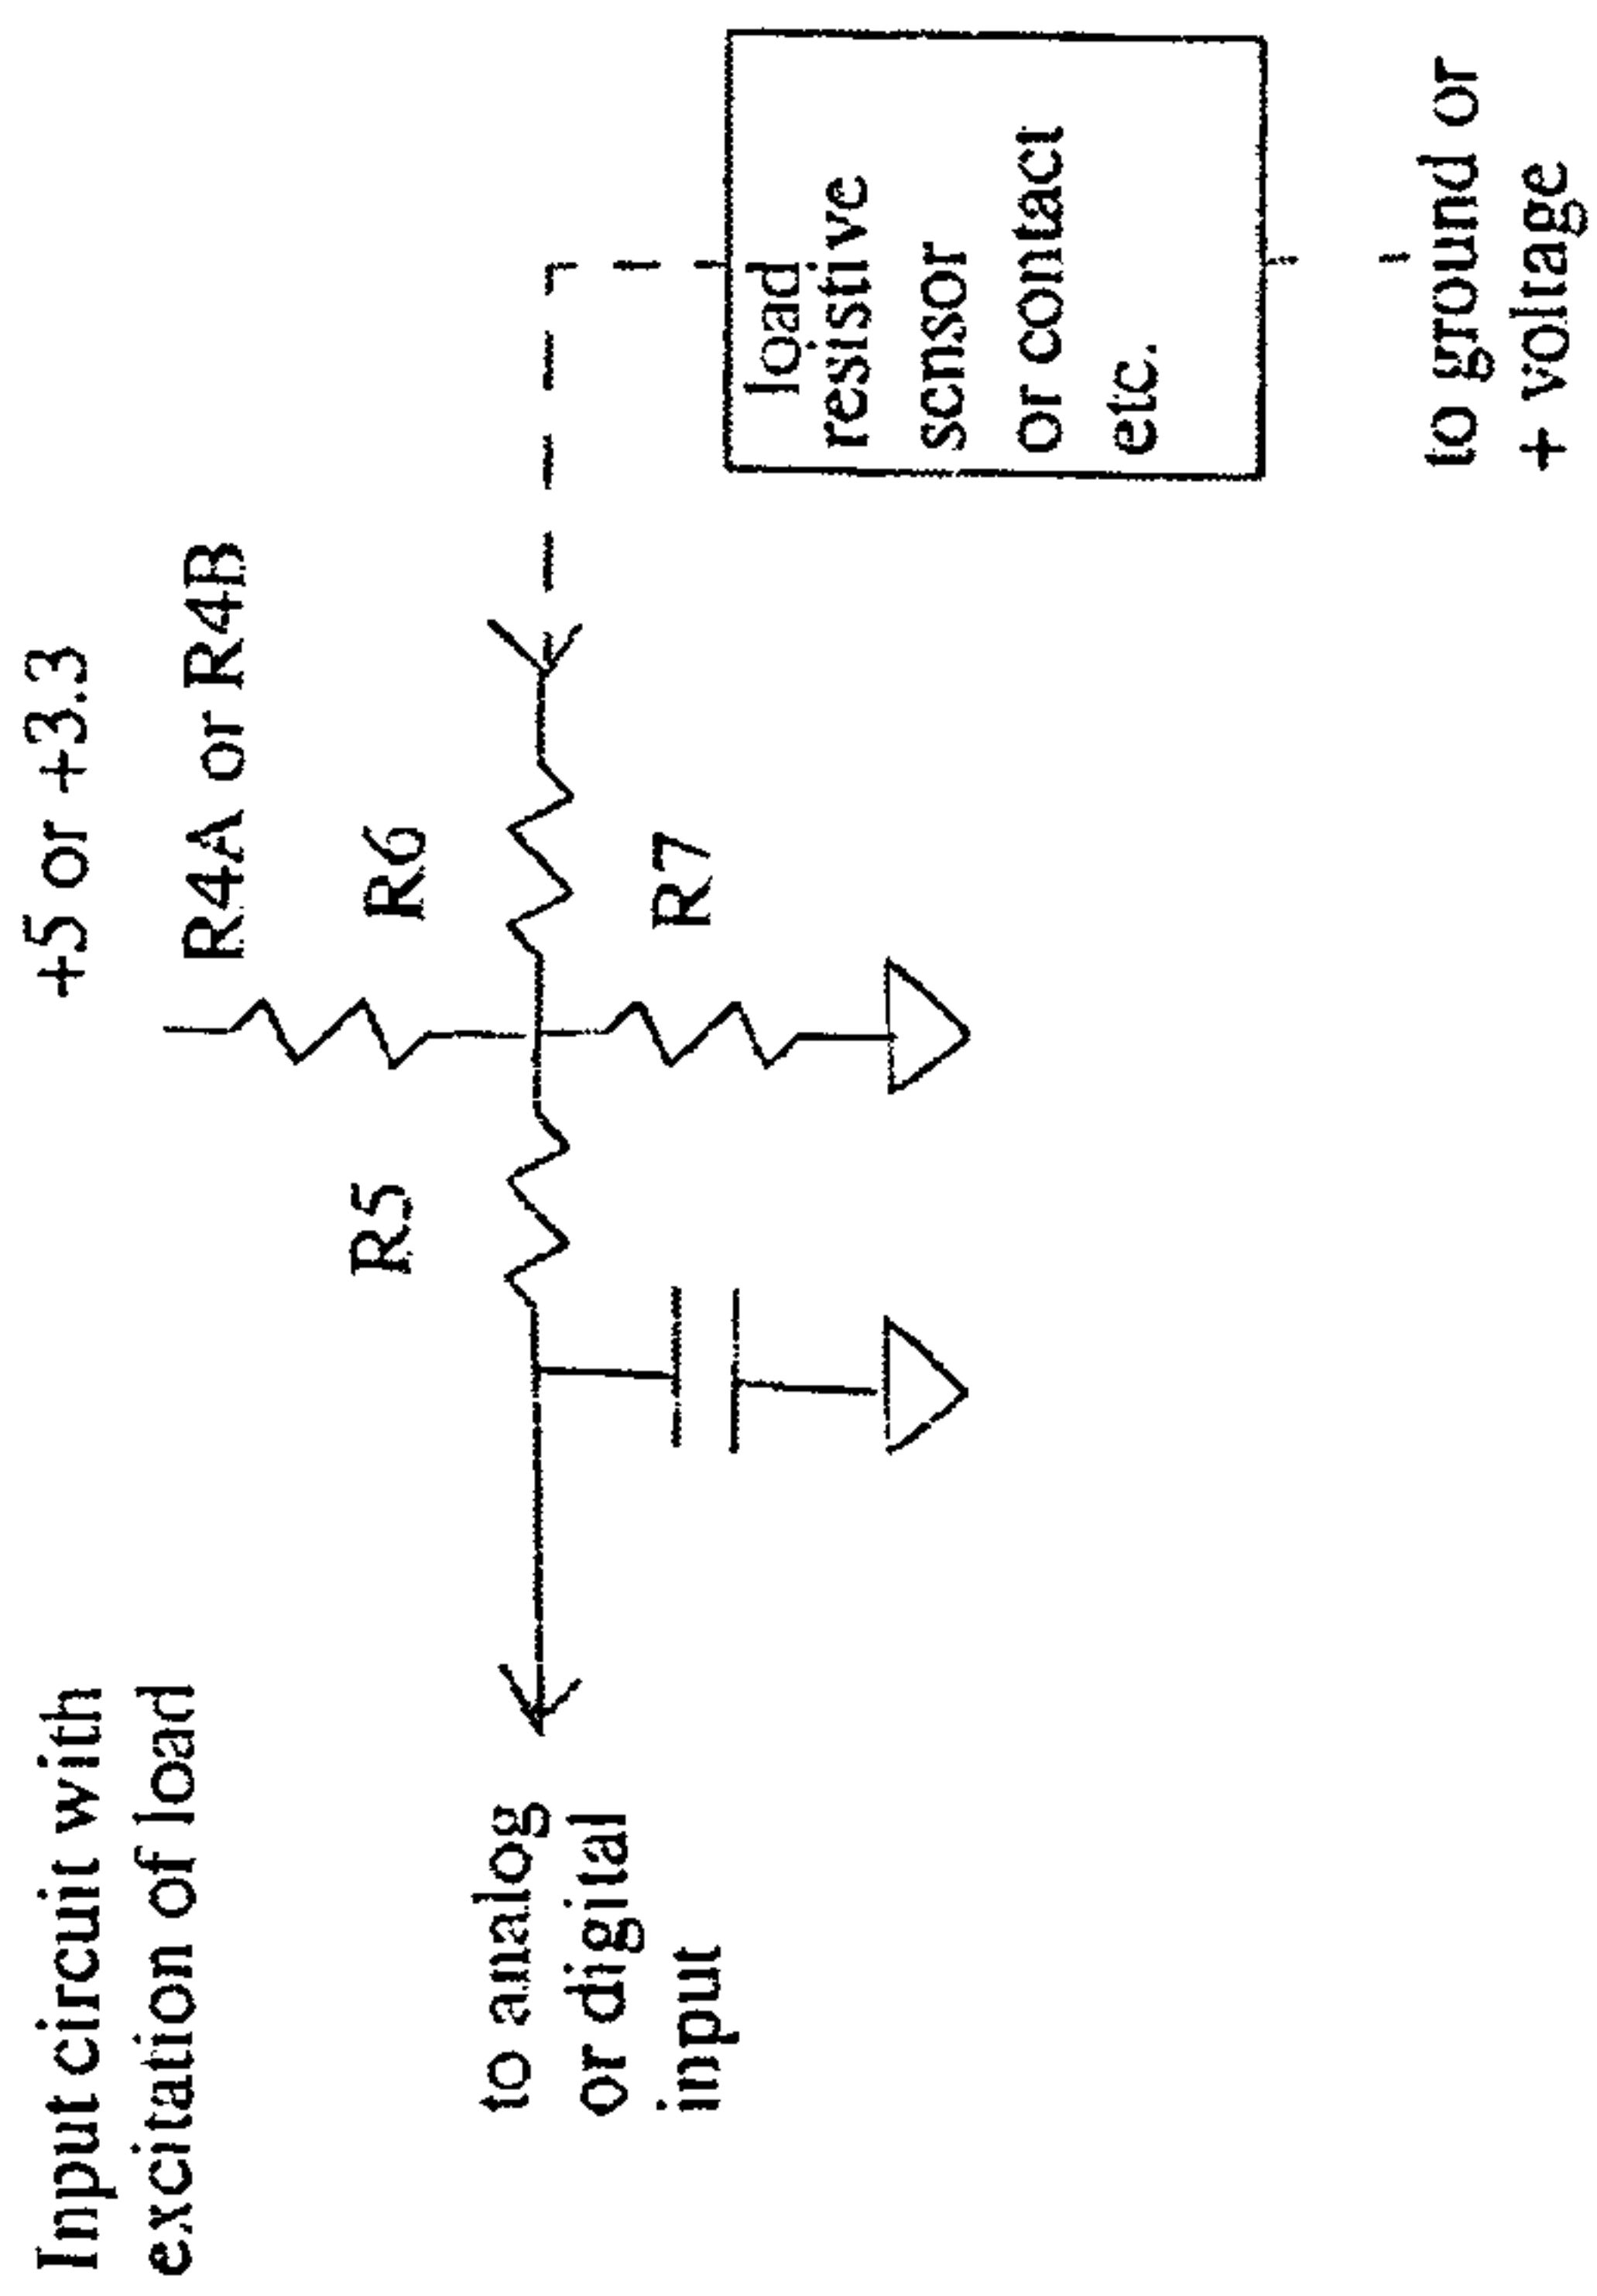 Input circuit with
excitation of load
+5 or +3.3
R4A or R4B
R5
R6
R7
to analog
or digital
input
load
resistive
sensor
or contact
etc.
to ground or
+ voltage